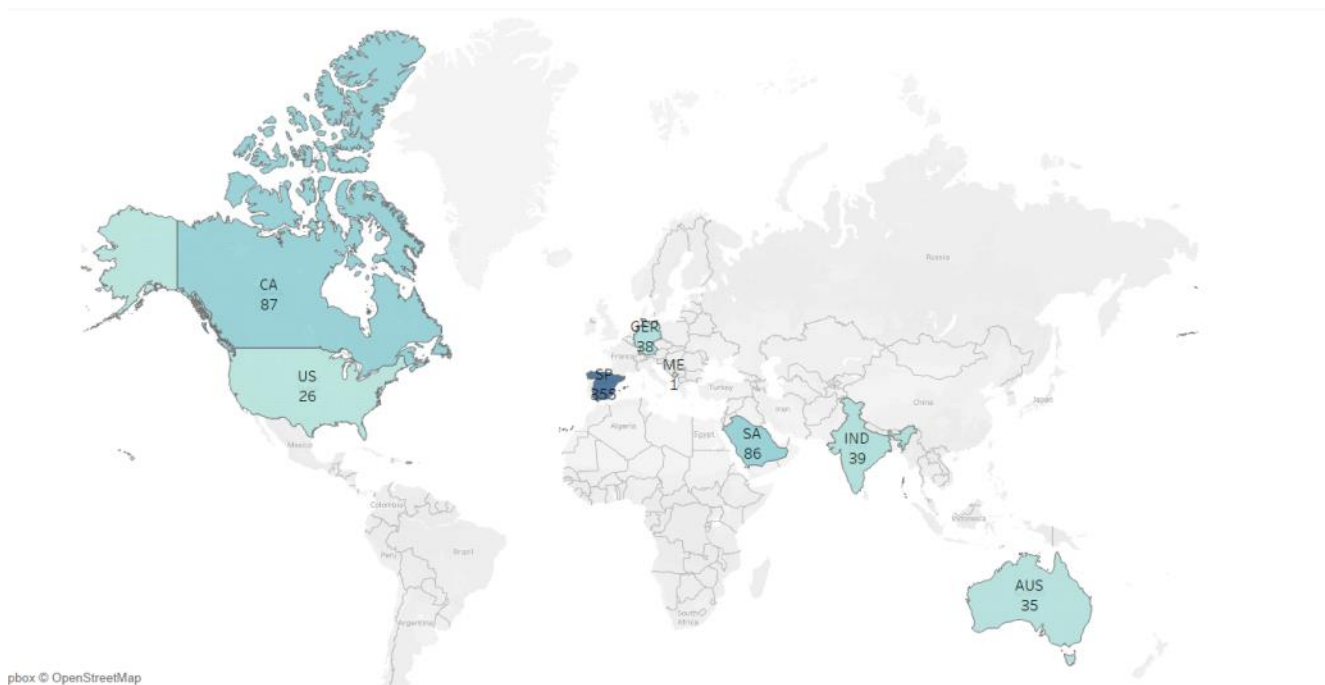 Russia
CA
87
GER
38
France
ME
1
US
26
SP
355
Turkey
China
Japan
Iran
Mexico
Algeria
Egypt
SA
86
IND
39
Colombia
Indonesia
Peru
Brazil
AUS
35
South
Africa
Argentina
pbox © OpenStreetMap